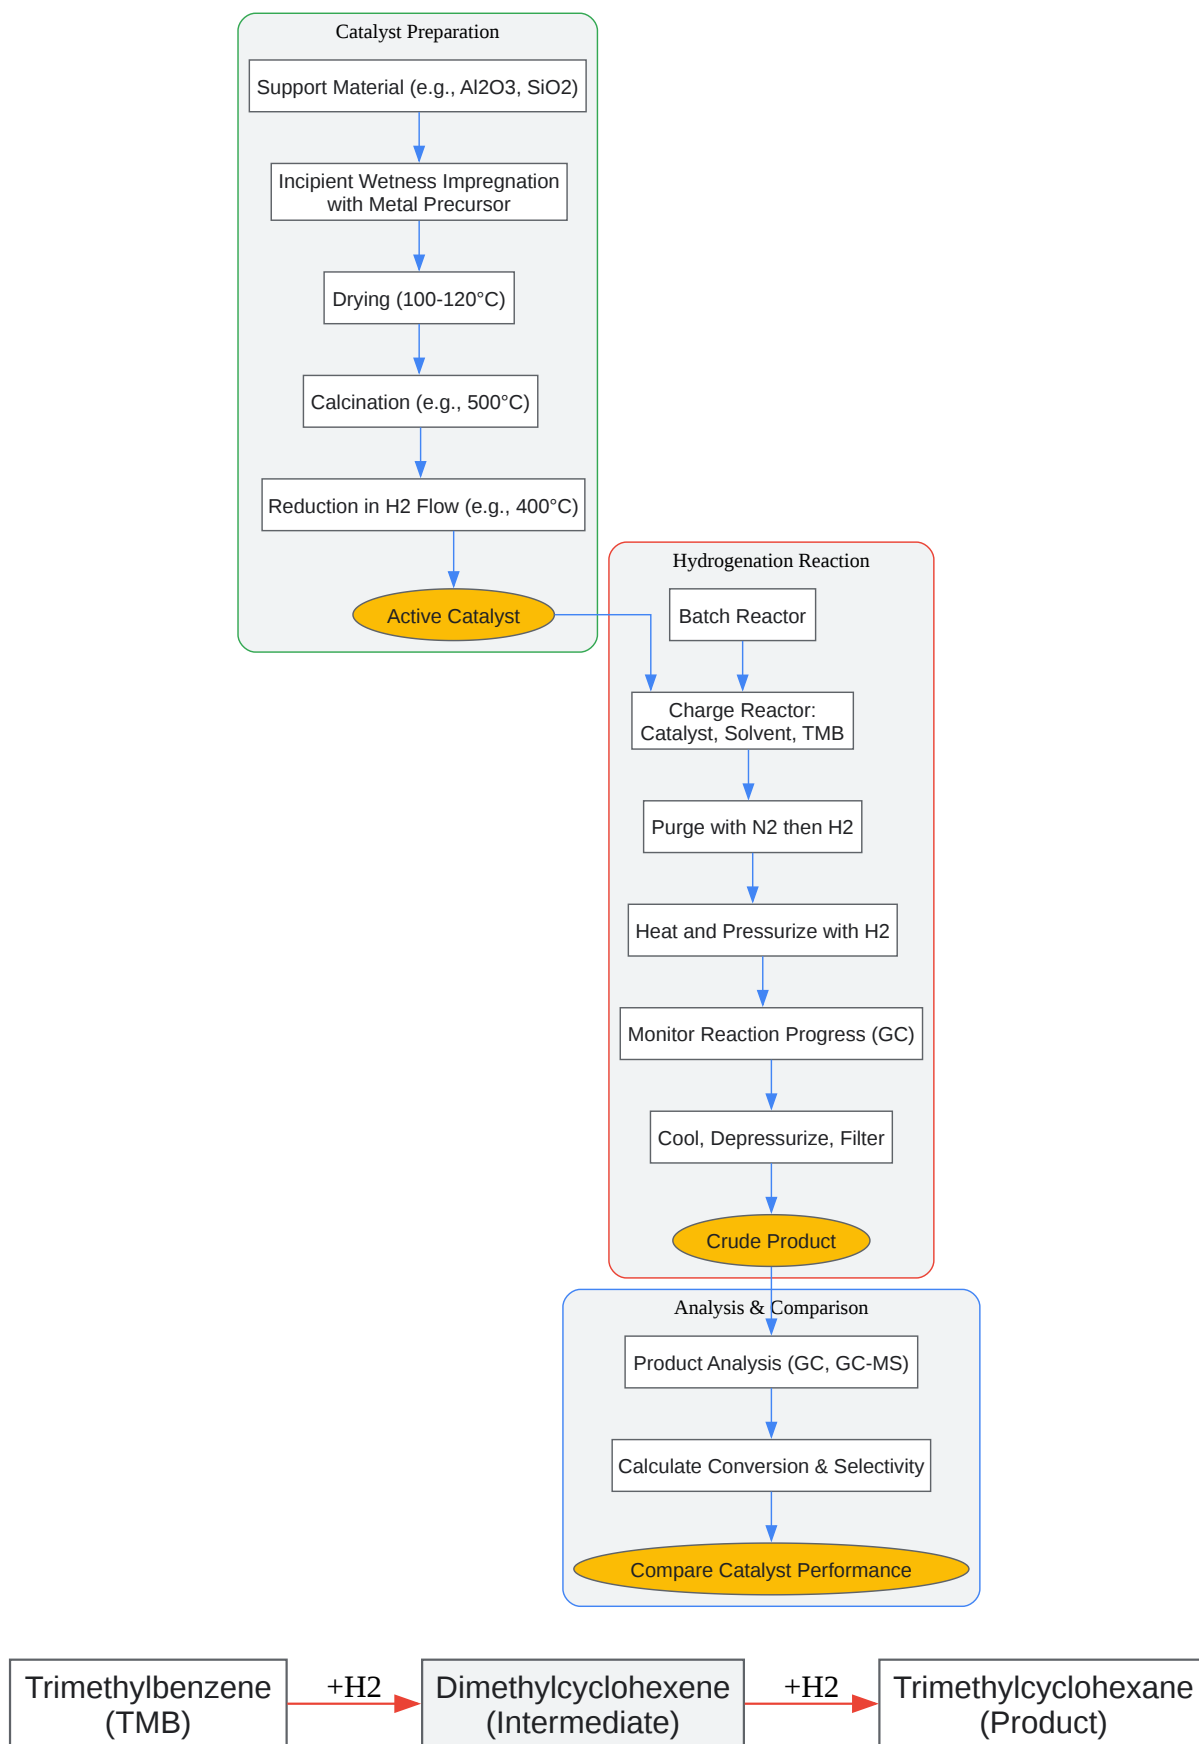 Catalyst Preparation
Support Material (e.g., Al2O3, SiO2)
Incipient Wetness Impregnation
with Metal Precursor
Drying (100-120°C)
Calcination (e.g., 500°C)
Reduction in H2 Flow (e.g., 400°C)
Active Catalyst
Hydrogenation Reaction
Batch Reactor
Charge Reactor:
Catalyst, Solvent, TMB
Purge with N2 then H2
Heat and Pressurize with H2
Monitor Reaction Progress (GC)
Cool, Depressurize, Filter
Crude Product
Analysis & Comparison
Product Analysis (GC, GC-MS)
Calculate Conversion & Selectivity
Compare Catalyst Performance
Trimethylbenzene
(TMB)
+H2
Dimethylcyclohexene
(Intermediate)
+H2
Trimethylcyclohexane
(Product)